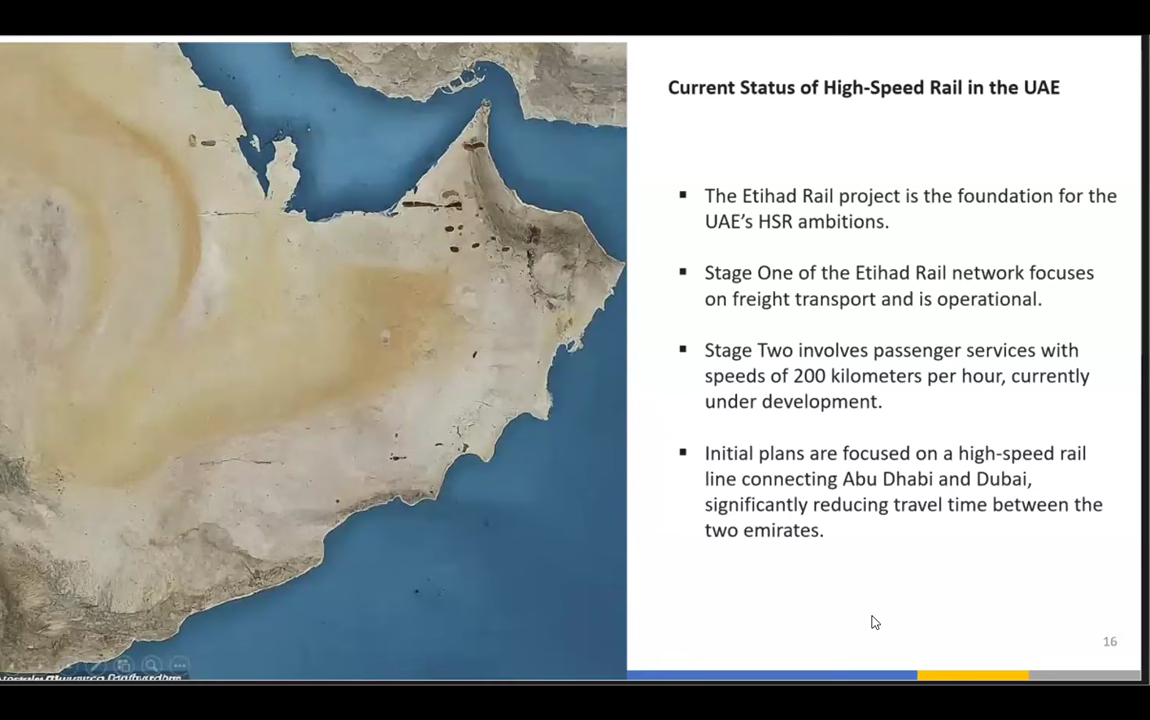 Current Status of High-Speed Rail in the UAE
▪ The Etihad Rail project is the foundation for the
UAE’s HSR ambitions.
▪ Stage One of the Etihad Rail network focuses
on freight transport and is operational.
▪ Stage Two involves passenger services with
speeds of 200 kilometers per hour, currently
under development.
▪ Initial plans are focused on a high-speed rail
line connecting Abu Dhabi and Dubai,
significantly reducing travel time between the
two emirates.
16